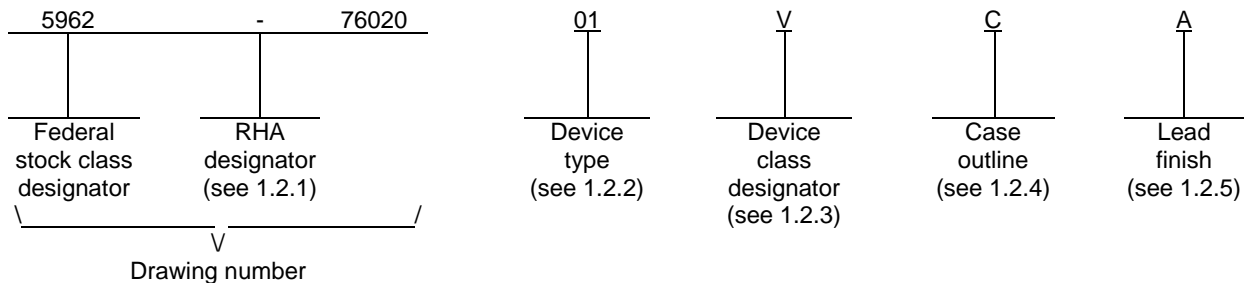 5962 - 76020 01 V C A
Federal stock class designator
RHA designator (see 1.2.1)
Device type (see 1.2.2)
Device class designator (see 1.2.3)
Case outline (see 1.2.4)
Lead finish (see 1.2.5)
\ /
\/
Drawing number